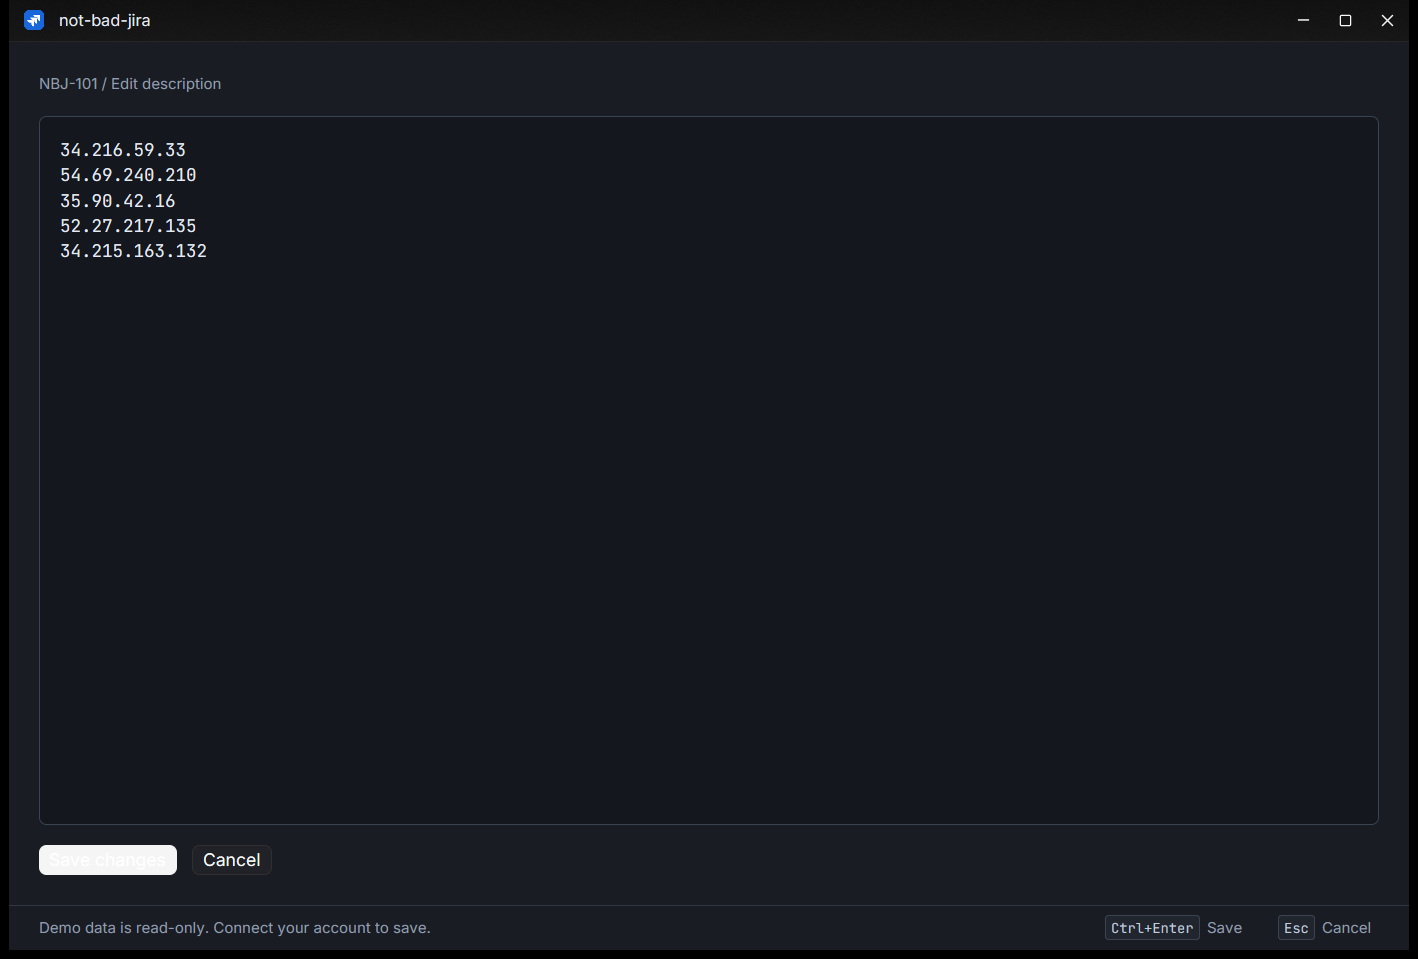 not-bad-jira
NBJ-101 / Edit description
34.216.59.33
54.69.240.210
35.90.42.16
52.27.217.135
34.215.163.132
Save changes Cancel
Demo data is read-only. Connect your account to save. Ctrl+Enter Save Esc Cancel